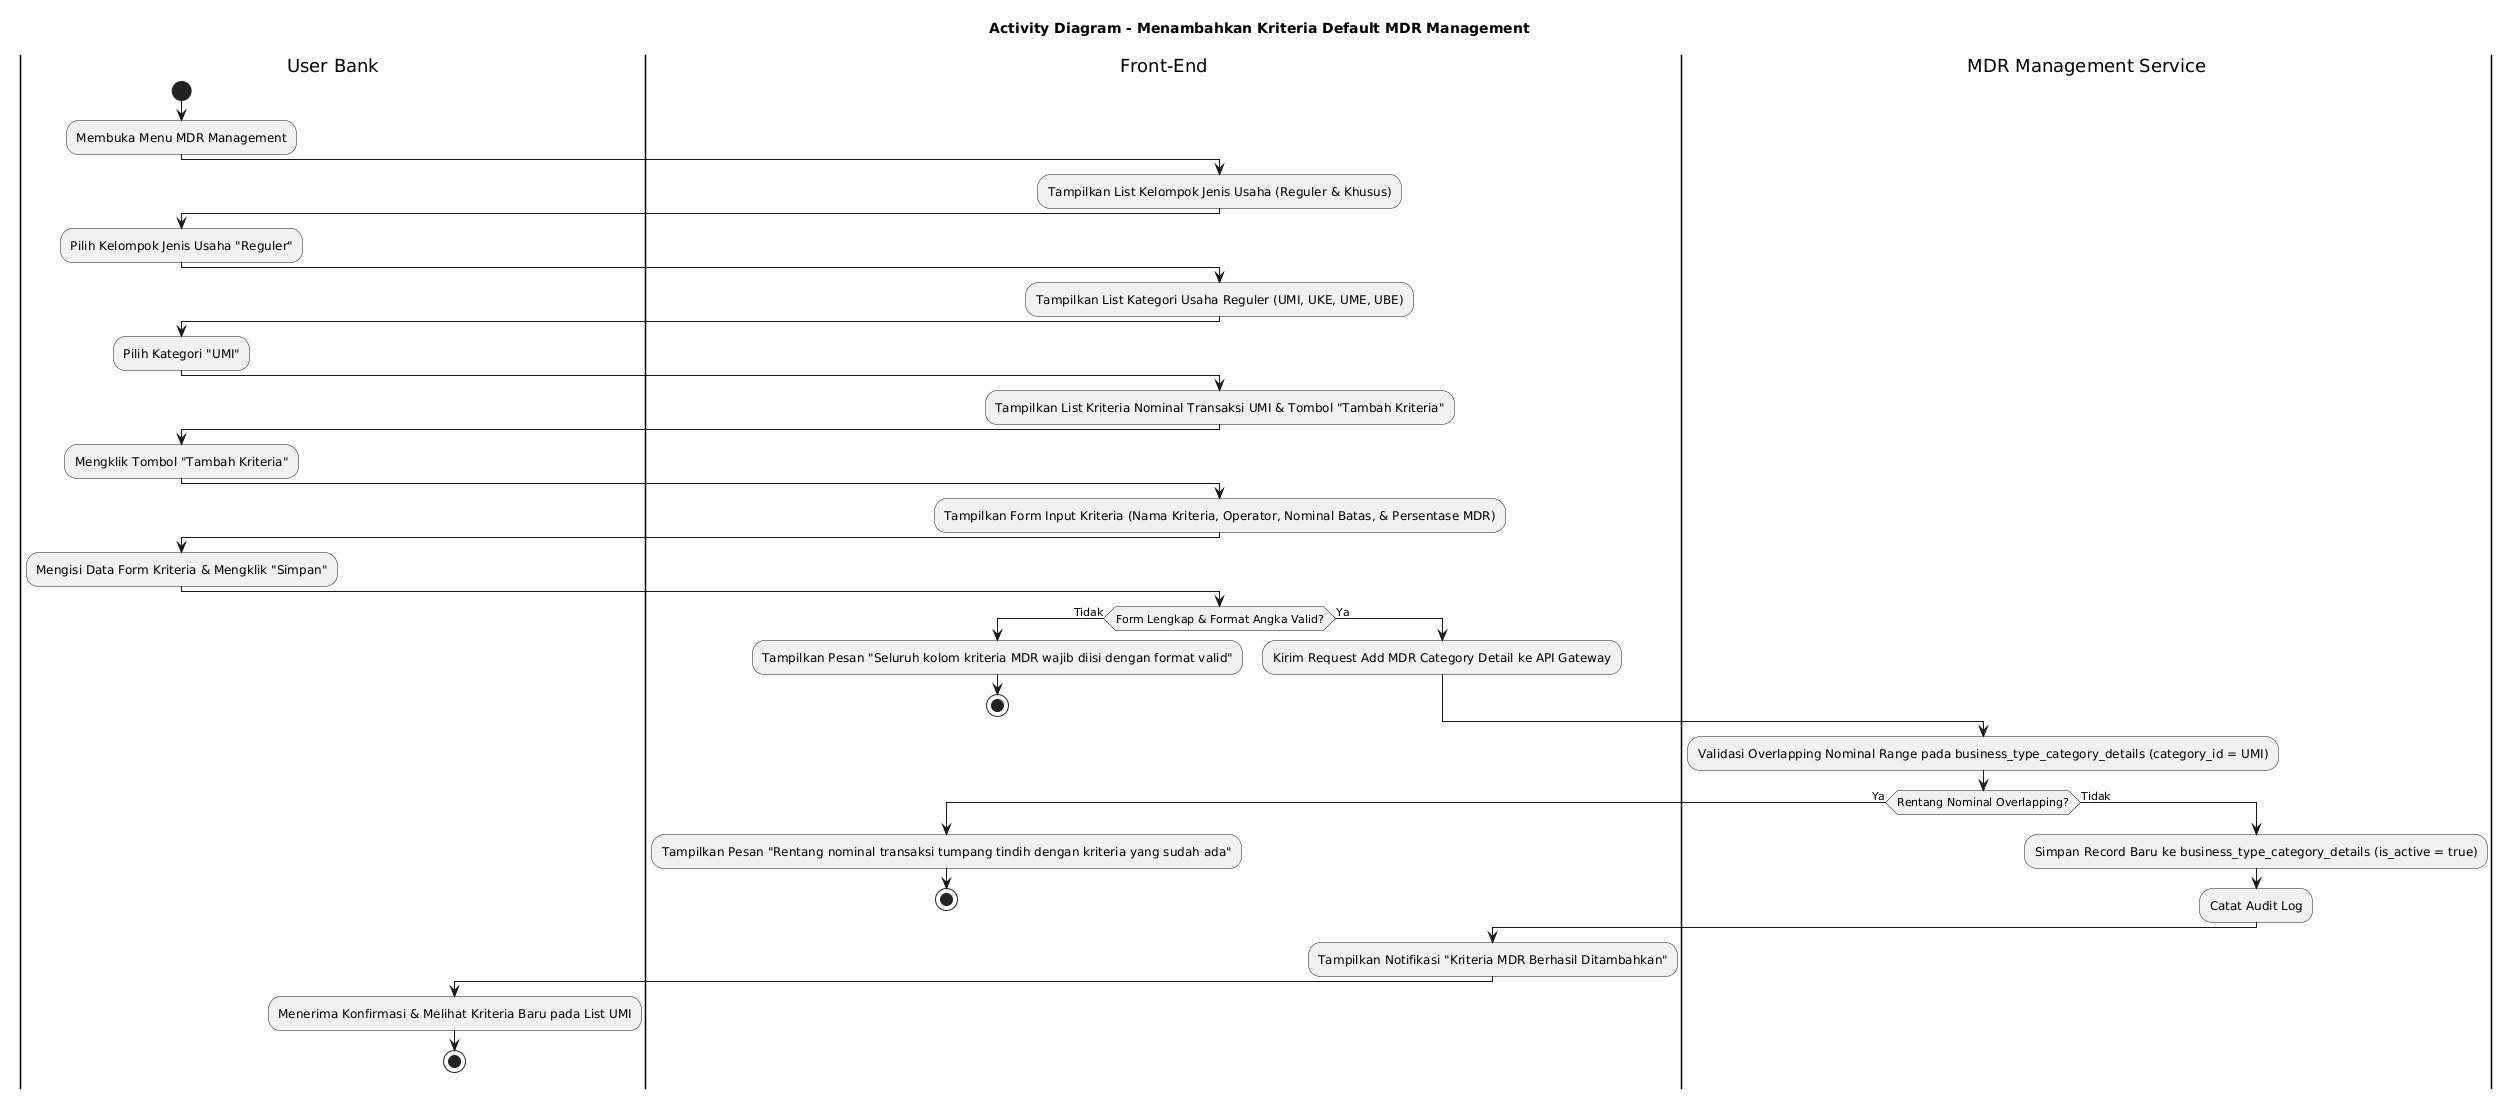 Activity Diagram - Menambahkan Kriteria Default MDR Management
User Bank
Front-End
MDR Management Service
Membuka Menu MDR Management
Tampilkan List Kelompok Jenis Usaha (Reguler & Khusus)
Pilih Kelompok Jenis Usaha "Reguler"
Tampilkan List Kategori Usaha Reguler (UMI, UKE, UME, UBE)
Pilih Kategori "UMI"
Tampilkan List Kriteria Nominal Transaksi UMI & Tombol "Tambah Kriteria"
Mengklik Tombol "Tambah Kriteria"
Tampilkan Form Input Kriteria (Nama Kriteria, Operator, Nominal Batas, & Persentase MDR)
Mengisi Data Form Kriteria & Mengklik "Simpan"
Tidak
Form Lengkap & Format Angka Valid?
Ya
Tampilkan Pesan "Seluruh kolom kriteria MDR wajib diisi dengan format valid"
Kirim Request Add MDR Category Detail ke API Gateway
Validasi Overlapping Nominal Range pada business_type_category_details (category_id = UMI)
Ya
Rentang Nominal Overlapping?
Tidak
Tampilkan Pesan "Rentang nominal transaksi tumpang tindih dengan kriteria yang sudah ada"
Simpan Record Baru ke business_type_category_details (is_active = true)
Catat Audit Log
Tampilkan Notifikasi "Kriteria MDR Berhasil Ditambahkan"
Menerima Konfirmasi & Melihat Kriteria Baru pada List UMI